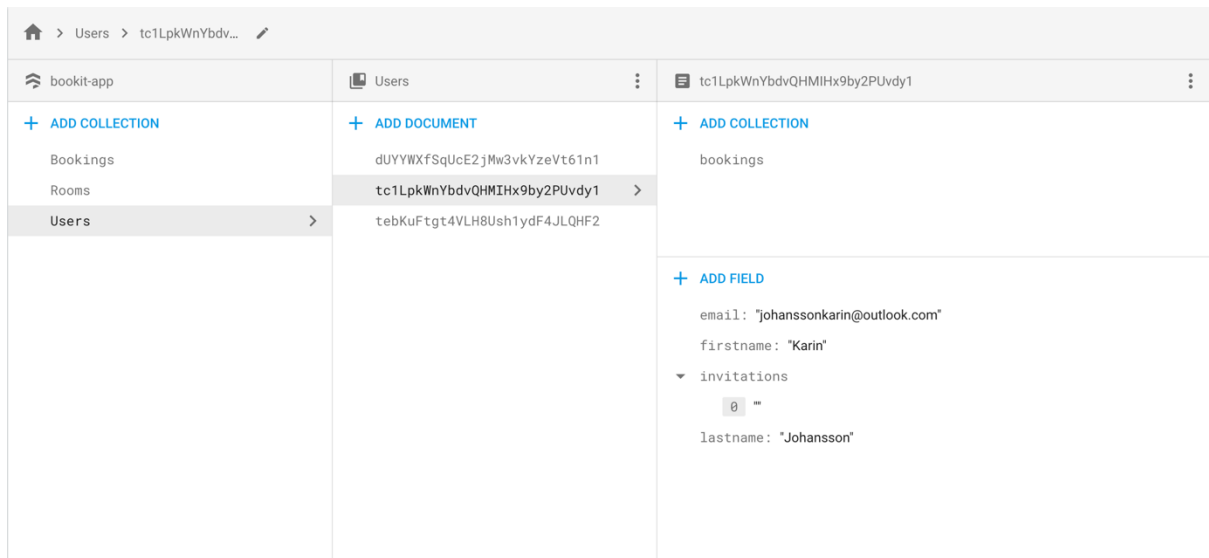 Users > tc1LpkWnYbdv…
bookit-app
Users
tc1LpkWnYbdvQHMIHx9by2PUvdy1
+ ADD COLLECTION
Bookings
Rooms
Users
+ ADD DOCUMENT
dUYYWXfSqUcE2jMw3vkYzeVt61n1
tc1LpkWnYbdvQHMIHx9by2PUvdy1
tebKuFtgt4VLH8Ush1ydF4JLQHF2
+ ADD COLLECTION
bookings
+ ADD FIELD
email: "johanssonkarin@outlook.com"
firstname: "Karin"
invitations
0 ""
lastname: "Johansson"